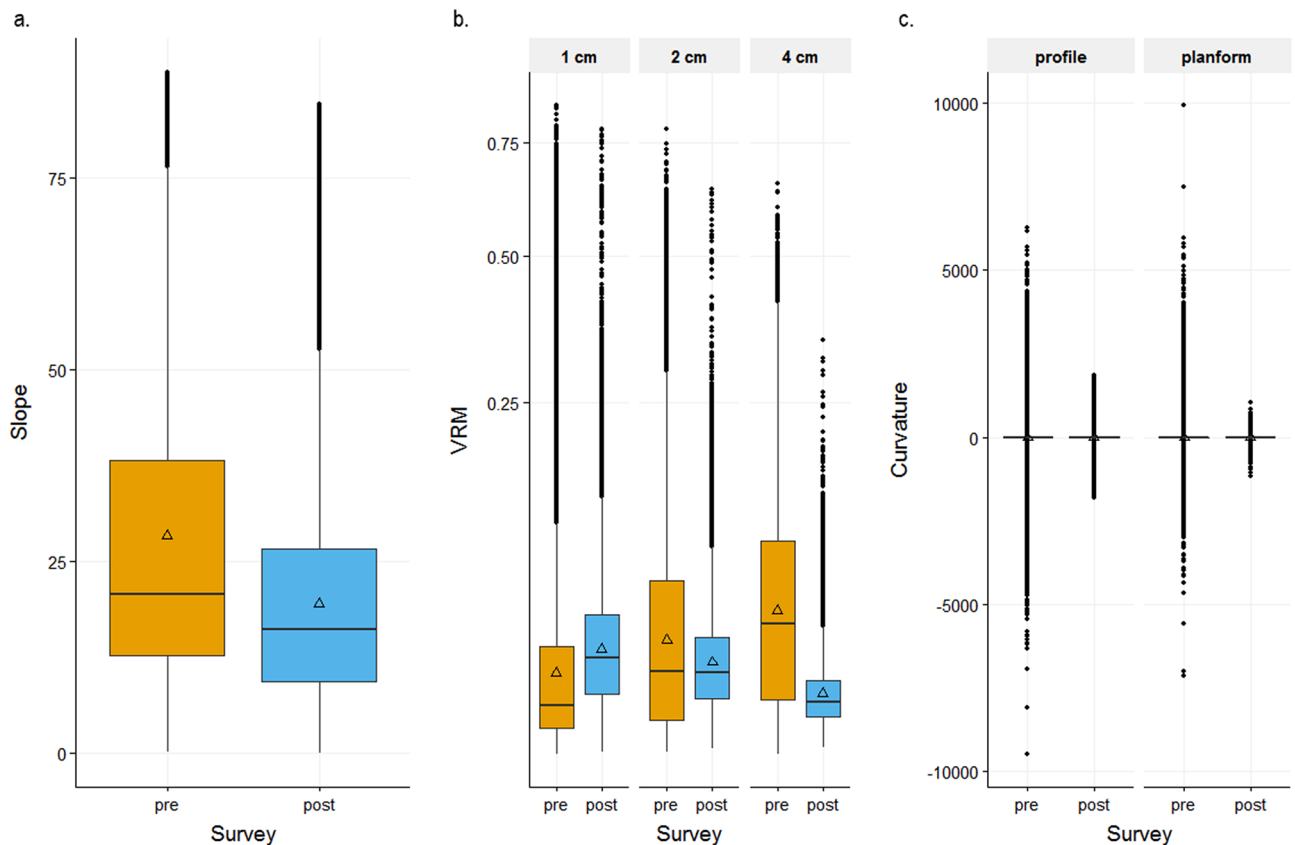 a.
Slope
75
50
25
0
pre post
Survey
b.
1 cm 2 cm 4 cm
VRM
0.75
0.50
0.25
pre post pre post pre post
Survey
c.
profile planform
Curvature
10000
5000
0
-5000
-10000
pre post pre post
Survey